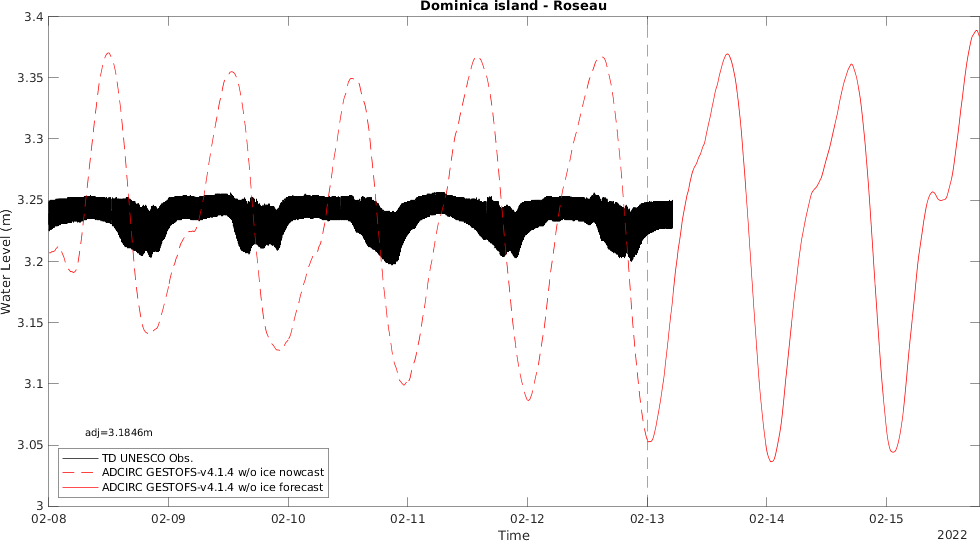 Dominica island - Roseau
Water Level (m)
3.4
3.35
3.3
3.25
3.2
3.15
3.1
3.05
3
adj=3.1846m
TD UNESCO Obs.
ADCIRC GESTOFS-v4.1.4 w/o ice nowcast
ADCIRC GESTOFS-v4.1.4 w/o ice forecast
02-08 02-09 02-10 02-11 02-12 02-13 02-14 02-15
Time
2022